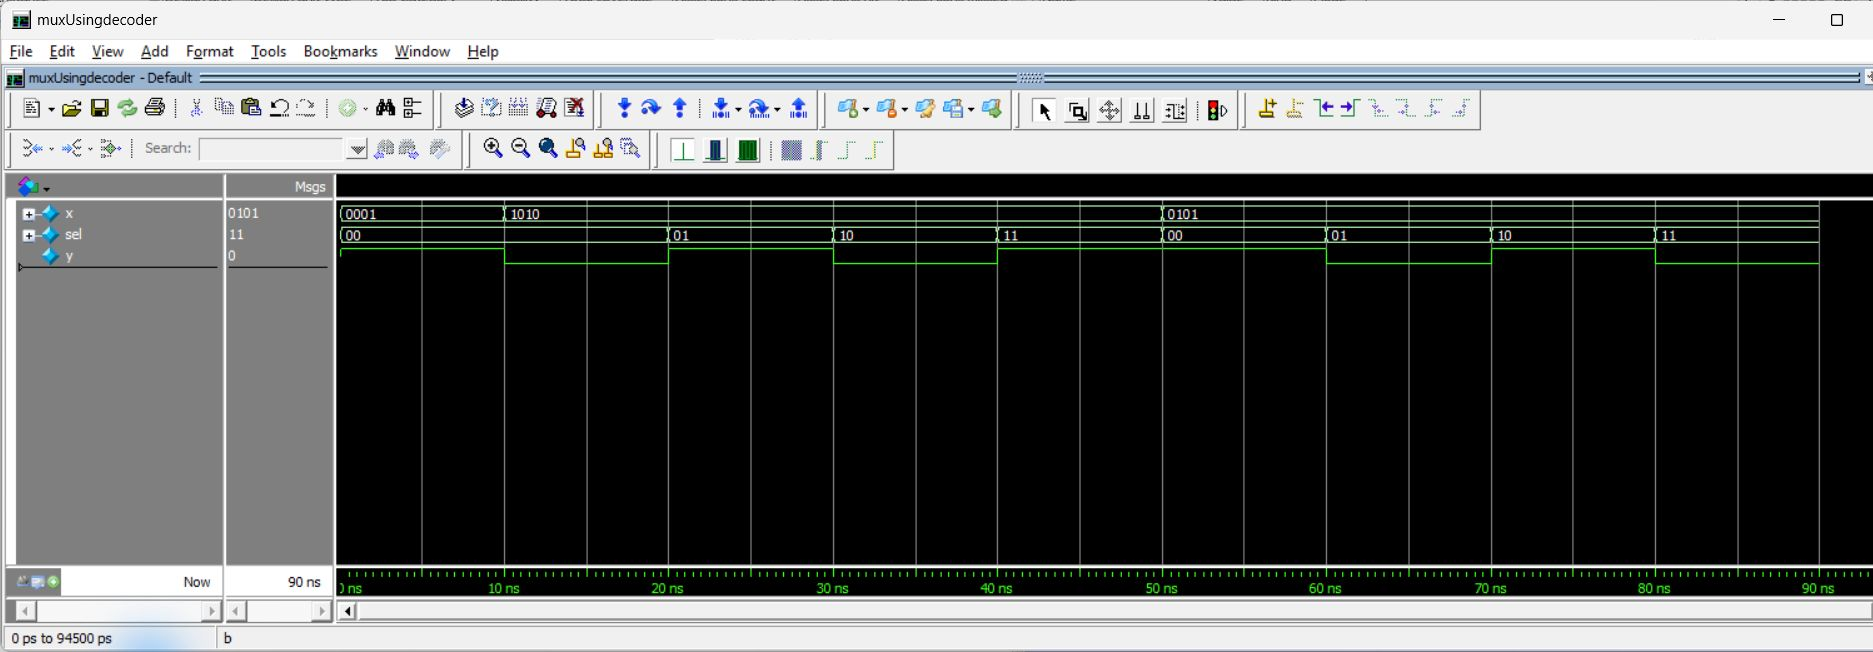 muxUsingdecoder
File Edit View Add Format Tools Bookmarks Window Help
muxUsingdecoder - Default
Search:
Msgs
x 0101 0001 1010 0101
sel 11 00 01 10 11 00 01 10 11
y 0
Now 90 ns 10 ns 20 ns 30 ns 40 ns 50 ns 60 ns 70 ns 80 ns 90 ns
0 ps to 94500 ps b